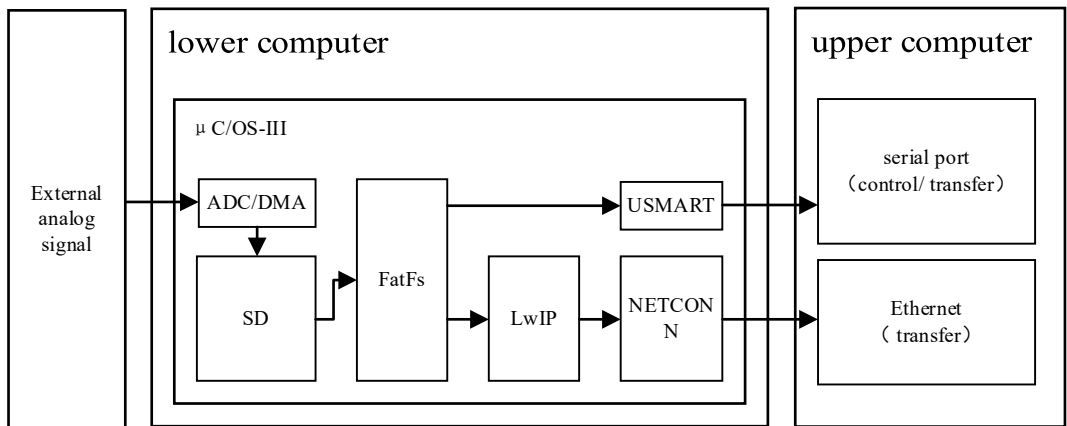 lower computer
upper computer
μC/OS-III
External
analog
signal
ADC/DMA
SD
FatFs
USMART
LwIP
NETCON
N
serial port
（control/ transfer）
Ethernet
（ transfer）